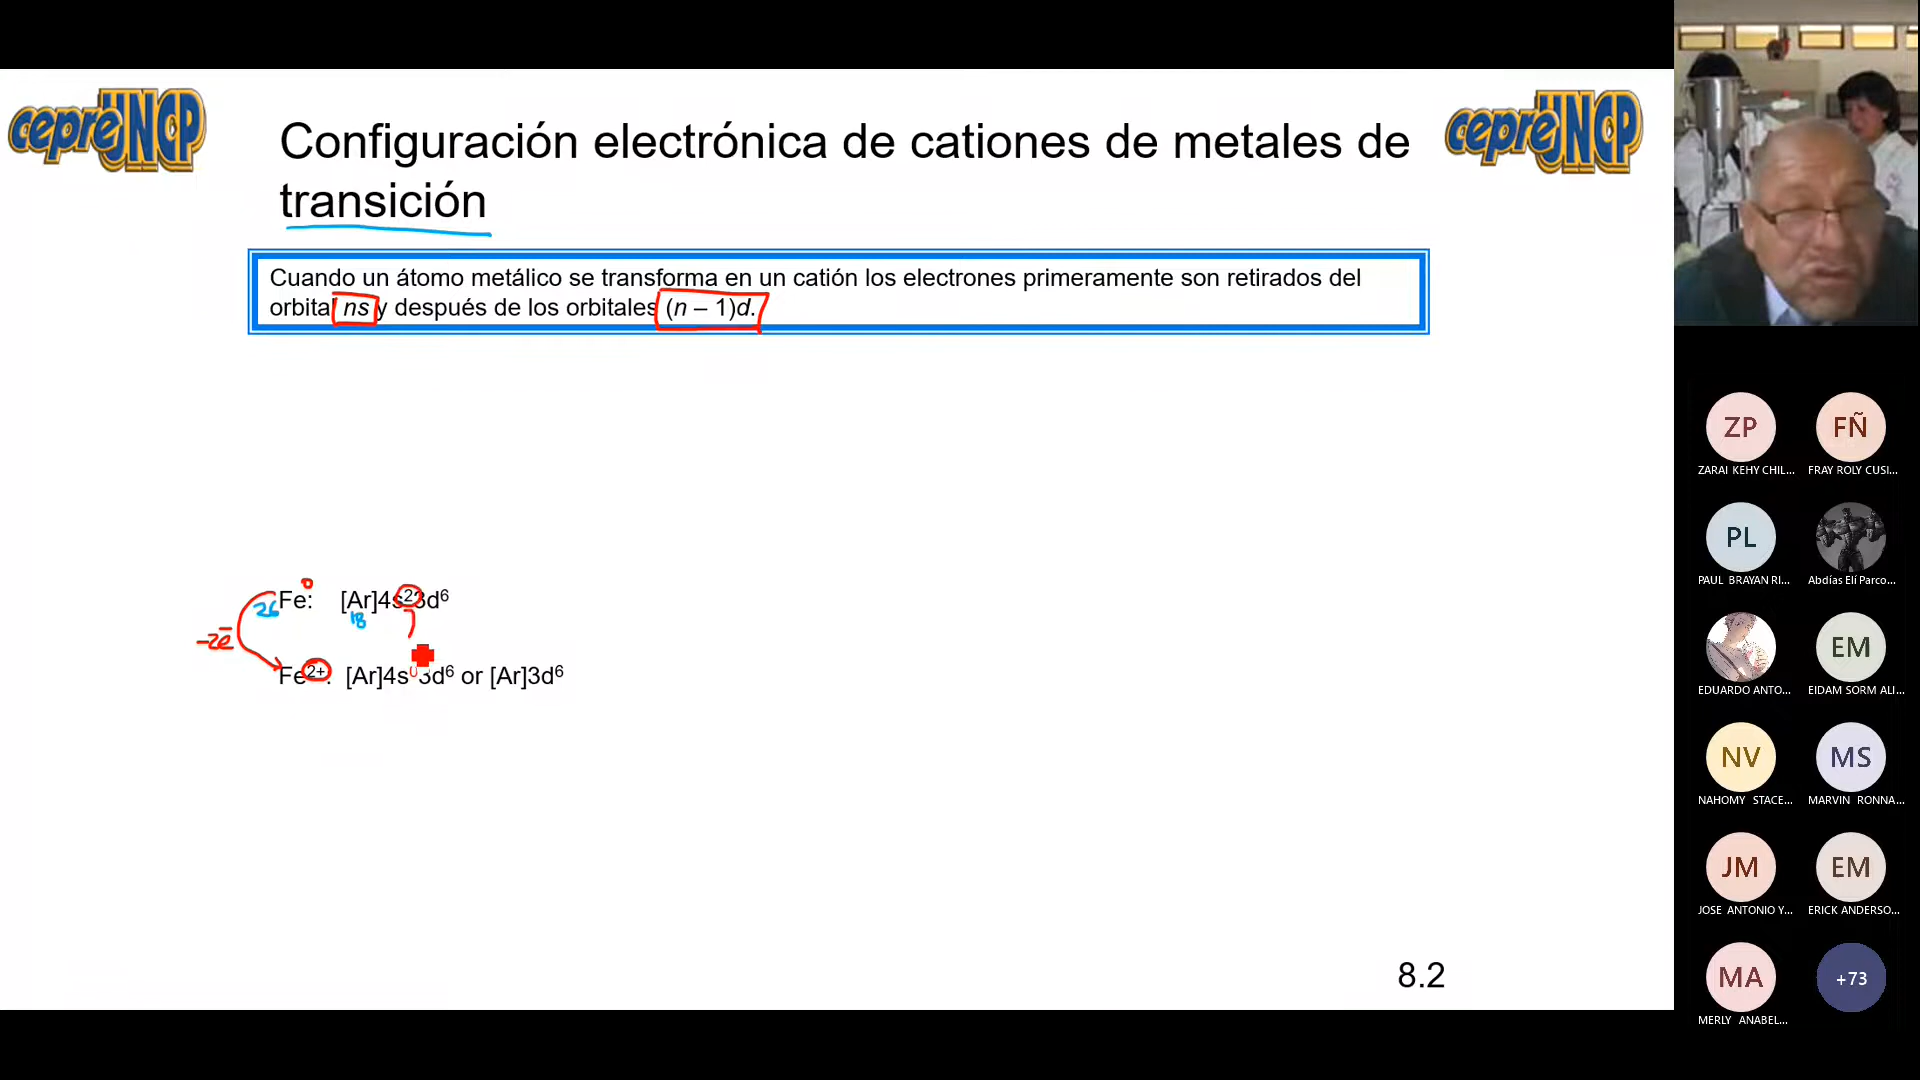 cepreUNCP
cepreUNCP
Configuración electrónica de cationes de metales de
transición
Cuando un átomo metálico se transforma en un catión los electrones primeramente son retirados del
orbital ns y después de los orbitales (n – 1)d.
0
26 Fe: [Ar]4s²3d⁶
18
-2e̅
Fe²⁺: [Ar]4s⁰3d⁶ or [Ar]3d⁶
8.2
ZP FÑ
ZARAI KEHY CHIL... FRAY ROLY CUSI...
PL
PAUL BRAYAN RI... Abdías Elí Parco...
EM
EDUARDO ANTO... EIDAM SORM ALI...
NV MS
NAHOMY STACE... MARVIN RONNA...
JM EM
JOSE ANTONIO Y... ERICK ANDERSO...
MA +73
MERLY ANABEL...